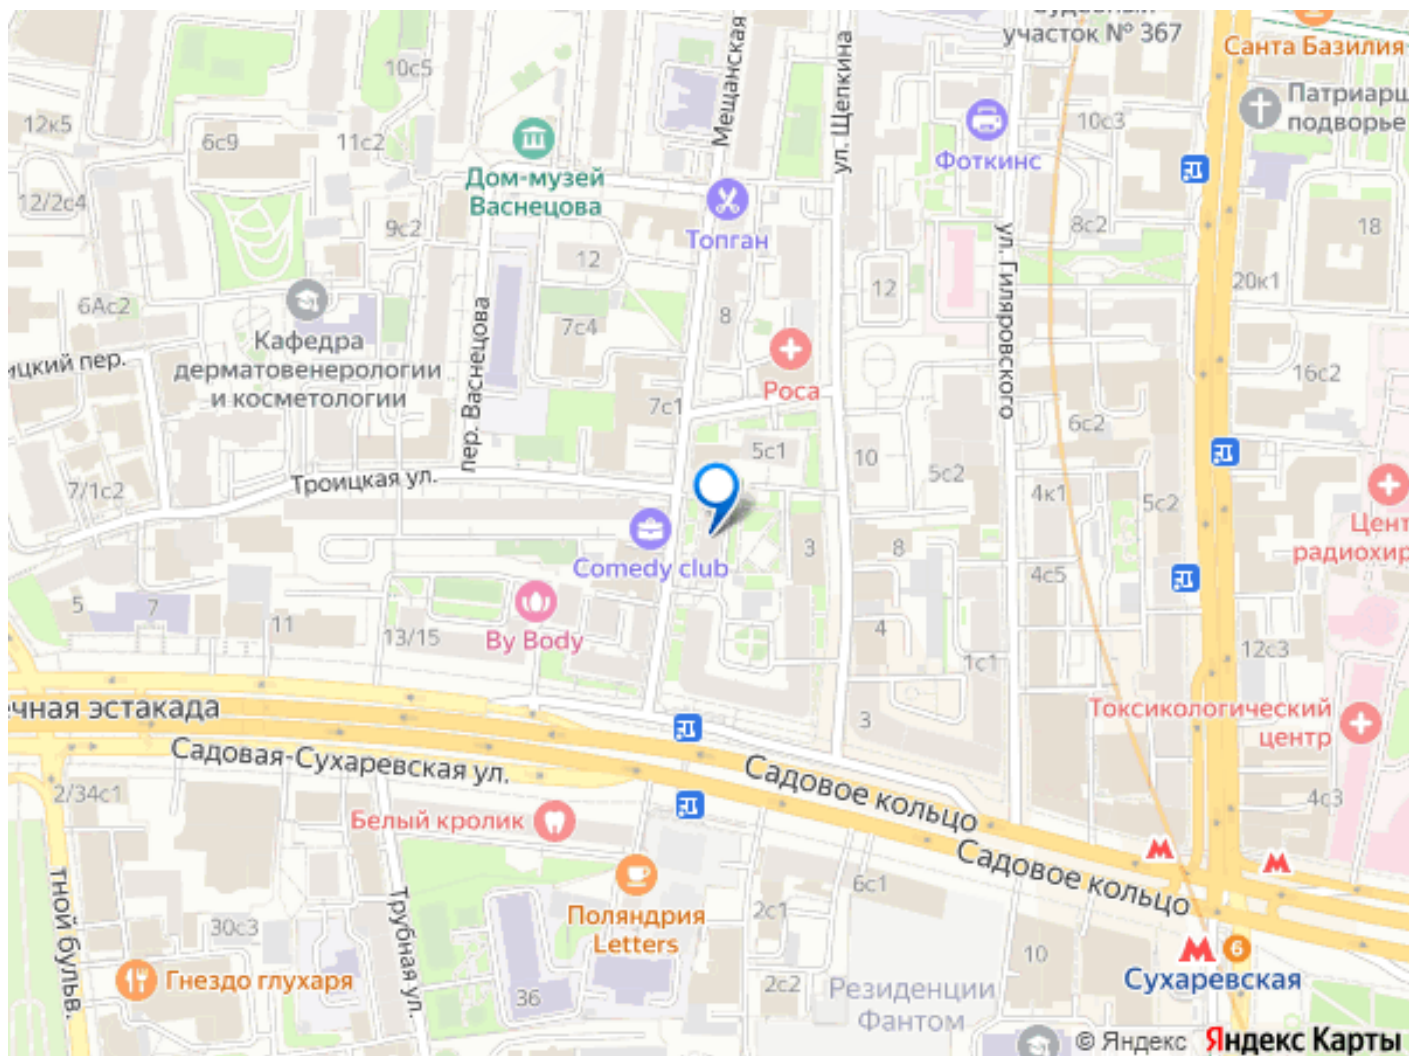 участок № 367
Санта Базилия
Мещанская
ул. Щепкина
10с5
Патриарш
подворье
12к5
6с9
11с2
10с3
Фоткинс
Дом-музей
Васнецова
12/2с4
9с2
Топган
8с2
18
12
12
20к1
ул. Гиляровского
6Ас2
8
7с4
Кафедра
дерматовенерологии
и косметологии
пер. Васнецова
ицкий пер.
Роса
16с2
7с1
6с2
5с1
10
5с2
7/1с2
Троицкая ул.
4к1
5с2
Цент
радиохир
Comedy club
3
8
4с5
5
7
11
13/15
By Body
4
1с1
12с3
чная эстакада
3
Токсикологический
центр
Садовая-Сухаревская ул.
Садовое кольцо
2/34с1
4с3
Белый кролик
Садовое кольцо
6с1
тной бульв.
Трубная ул.
Поляндрия
Letters
2с1
30с3
10
6
Гнездо глухаря
Сухаревская
36
2с2
Резиденции
Фантом
© Яндекс Яндекс Карты